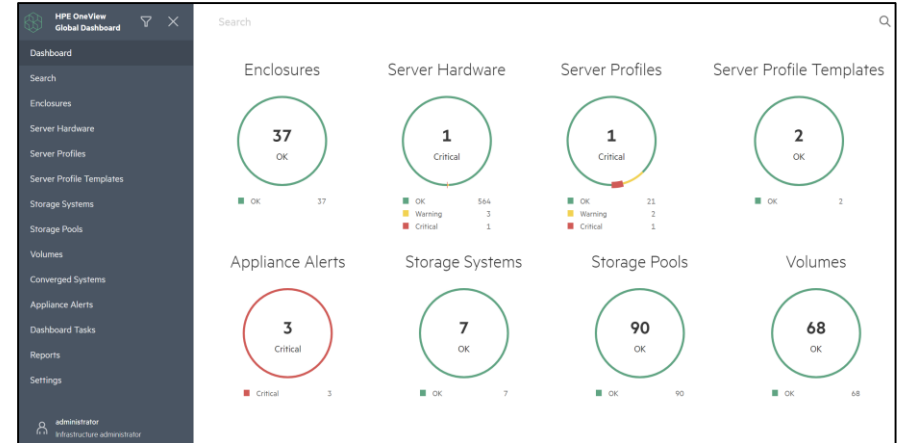 HPE OneView
Global Dashboard
Dashboard
Search
Enclosures
Server Hardware
Server Profiles
Server Profile Templates
Storage Systems
Storage Pools
Volumes
Converged Systems
Appliance Alerts
Dashboard Tasks
Reports
Settings
administrator
Infrastructure administrator
Search
Enclosures
37
OK
OK 37
Server Hardware
1
Critical
OK 564
Warning 3
Critical 1
Server Profiles
1
Critical
OK 21
Warning 2
Critical 1
Server Profile Templates
2
OK
OK 2
Appliance Alerts
3
Critical
Critical 3
Storage Systems
7
OK
OK 7
Storage Pools
90
OK
OK 90
Volumes
68
OK
OK 68